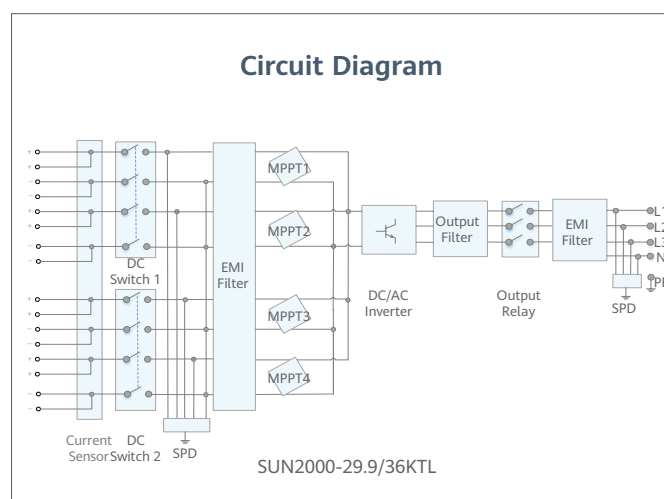 Circuit Diagram
MPPT1
MPPT2
MPPT3
MPPT4
DC
Switch 1
EMI
Filter
DC/AC
Inverter
Output
Filter
Output
Relay
EMI
Filter
L1
L2
L3
N
PE
SPD
Current
Sensor
DC
Switch 2
SPD
SUN2000-29.9/36KTL